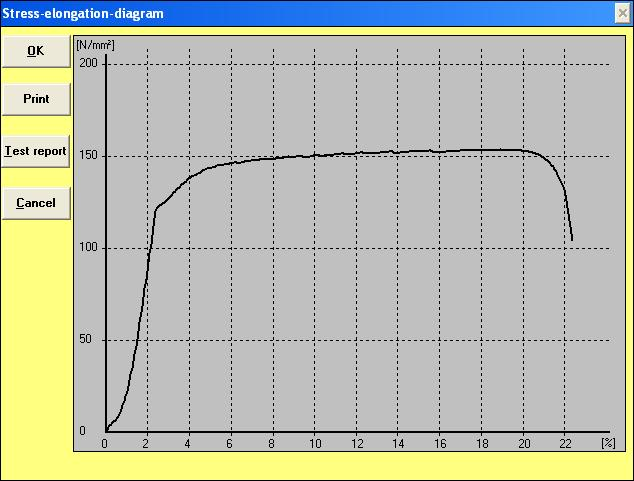 Stress-elongation-diagram
OK
Print
Test report
Cancel
[N/mm²]
200
150
100
50
0
0 2 4 6 8 10 12 14 16 18 20 22 [%]